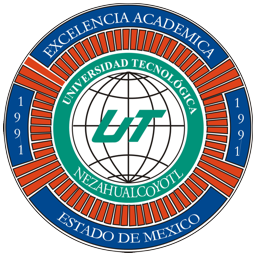 EXCELENCIA ACADEMICA
1991
UNIVERSIDAD TECNOLÓGICA
UT
NEZAHUALCOYOTL
1991
ESTADO DE MEXICO